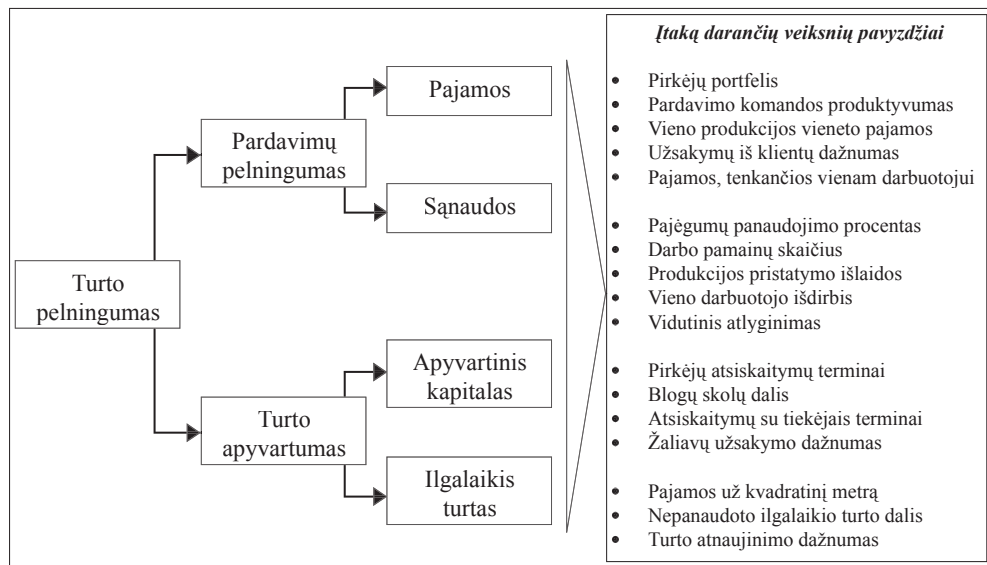 Turto
pelningumas
Pardavimų
pelningumas
Turto
apyvartumas
Pajamos
Sąnaudos
Apyvartinis
kapitalas
Ilgalaikis
turtas
Įtaką darančių veiksnių pavyzdžiai
• Pirkėjų portfelis
• Pardavimo komandos produktyvumas
• Vieno produkcijos vieneto pajamos
• Užsakymų iš klientų dažnumas
• Pajamos, tenkančios vienam darbuotojui
• Pajėgumų panaudojimo procentas
• Darbo pamainų skaičius
• Produkcijos pristatymo išlaidos
• Vieno darbuotojo išdirbis
• Vidutinis atlyginimas
• Pirkėjų atsiskaitymų terminai
• Blogų skolų dalis
• Atsiskaitymų su tiekėjais terminai
• Žaliavų užsakymo dažnumas
• Pajamos už kvadratinį metrą
• Nepanaudoto ilgalaikio turto dalis
• Turto atnaujinimo dažnumas